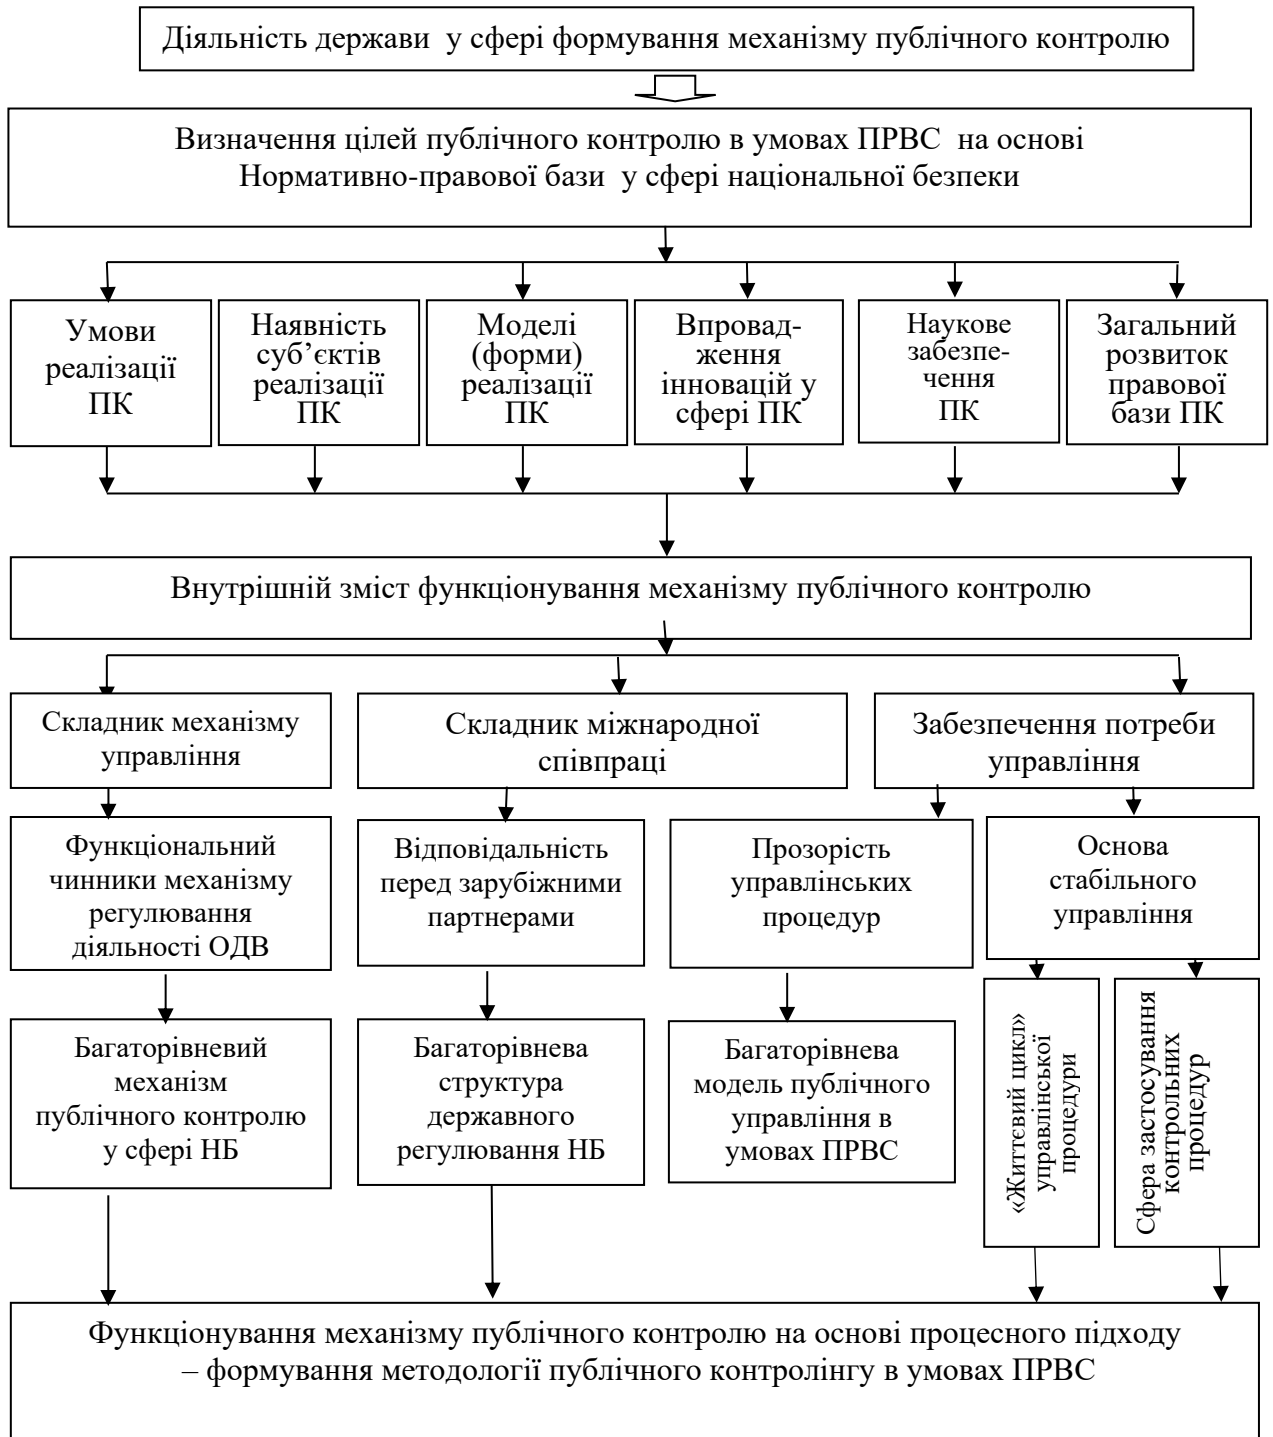 Діяльність держави у сфері формування механізму публічного контролю
Визначення цілей публічного контролю в умовах ПРВС на основі
Нормативно-правової бази у сфері національної безпеки
Умови
реалізації
ПК
Наявність
суб’єктів
реалізації
ПК
Моделі
(форми)
реалізації
ПК
Впровад-
ження
інновацій у
сфері ПК
Наукове
забезпе-
чення
ПК
Загальний
розвиток
правової
бази ПК
Внутрішній зміст функціонування механізму публічного контролю
Складник механізму
управління
Складник міжнародної
співпраці
Забезпечення потреби
управління
Функціональний
чинники механізму
регулювання
діяльності ОДВ
Відповідальність
перед зарубіжними
партнерами
Прозорість
управлінських
процедур
Основа
стабільного
управління
Багаторівневий
механізм
публічного контролю
у сфері НБ
Багаторівнева
структура
державного
регулювання НБ
Багаторівнева
модель публічного
управління в
умовах ПРВС
«Життєвий цикл»
управлінської
процедури
Сфера застосування
контрольних
процедур
Функціонування механізму публічного контролю на основі процесного підходу
– формування методології публічного контролінгу в умовах ПРВС